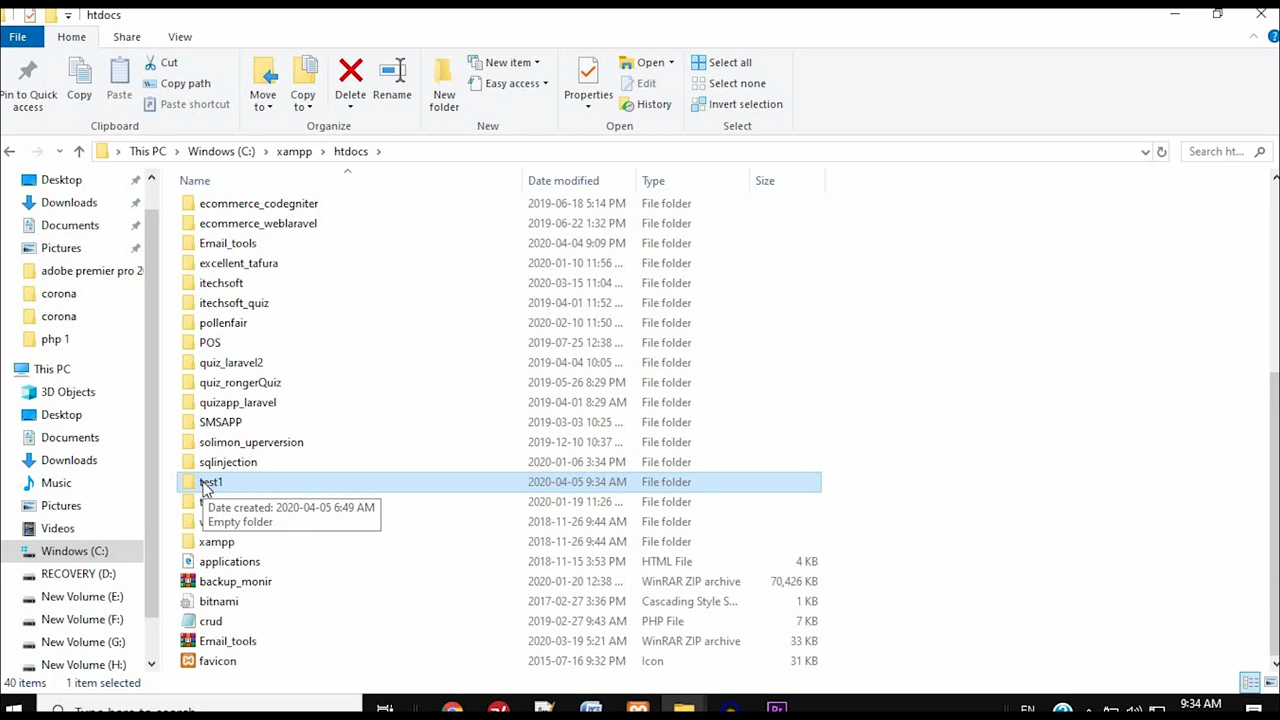 htdocs
File Home Share View
Pin to Quick access
Copy
Paste
Cut
Copy path
Paste shortcut
Clipboard
Move to
Copy to
Delete
Rename
Organize
New folder
New item
Easy access
New
Properties
Open
Edit
History
Open
Select all
Select none
Invert selection
Select
This PC > Windows (C:) > xampp > htdocs >
Search ht...
Desktop
Downloads
Documents
Pictures
adobe premier pro 20
corona
corona
php 1
This PC
3D Objects
Desktop
Documents
Downloads
Music
Pictures
Videos
Windows (C:)
RECOVERY (D:)
New Volume (E:)
New Volume (F:)
New Volume (G:)
New Volume (H:)
Name Date modified Type Size
ecommerce_codegniter 2019-06-18 5:14 PM File folder
ecommerce_weblaravel 2019-06-22 1:32 PM File folder
Email_tools 2020-04-04 9:09 PM File folder
excellent_tafura 2020-01-10 11:56 ... File folder
itechsoft 2020-03-15 11:04 ... File folder
itechsoft_quiz 2019-04-01 11:52 ... File folder
pollenfair 2020-02-10 11:50 ... File folder
POS 2019-07-25 12:38 ... File folder
quiz_laravel2 2019-04-04 10:05 ... File folder
quiz_rongerQuiz 2019-05-26 8:29 PM File folder
quizapp_laravel 2019-04-01 8:29 AM File folder
SMSAPP 2019-03-03 10:25 ... File folder
solimon_uperversion 2019-12-10 10:37 ... File folder
sqlinjection 2020-01-06 3:34 PM File folder
test1 2020-04-05 9:34 AM File folder
2020-01-19 11:26 ... File folder
2018-11-26 9:44 AM File folder
Date created: 2020-04-05 6:49 AM
Empty folder
xampp 2018-11-26 9:44 AM File folder
applications 2018-11-15 3:53 PM HTML File 4 KB
backup_monir 2020-01-20 12:38 ... WinRAR ZIP archive 70,426 KB
bitnami 2017-02-27 3:36 PM Cascading Style S... 1 KB
crud 2019-02-27 9:43 AM PHP File 7 KB
Email_tools 2020-03-19 5:21 AM WinRAR ZIP archive 33 KB
favicon 2015-07-16 9:32 PM Icon 31 KB
40 items 1 item selected
Type here to search
Pr
EN
9:34 AM